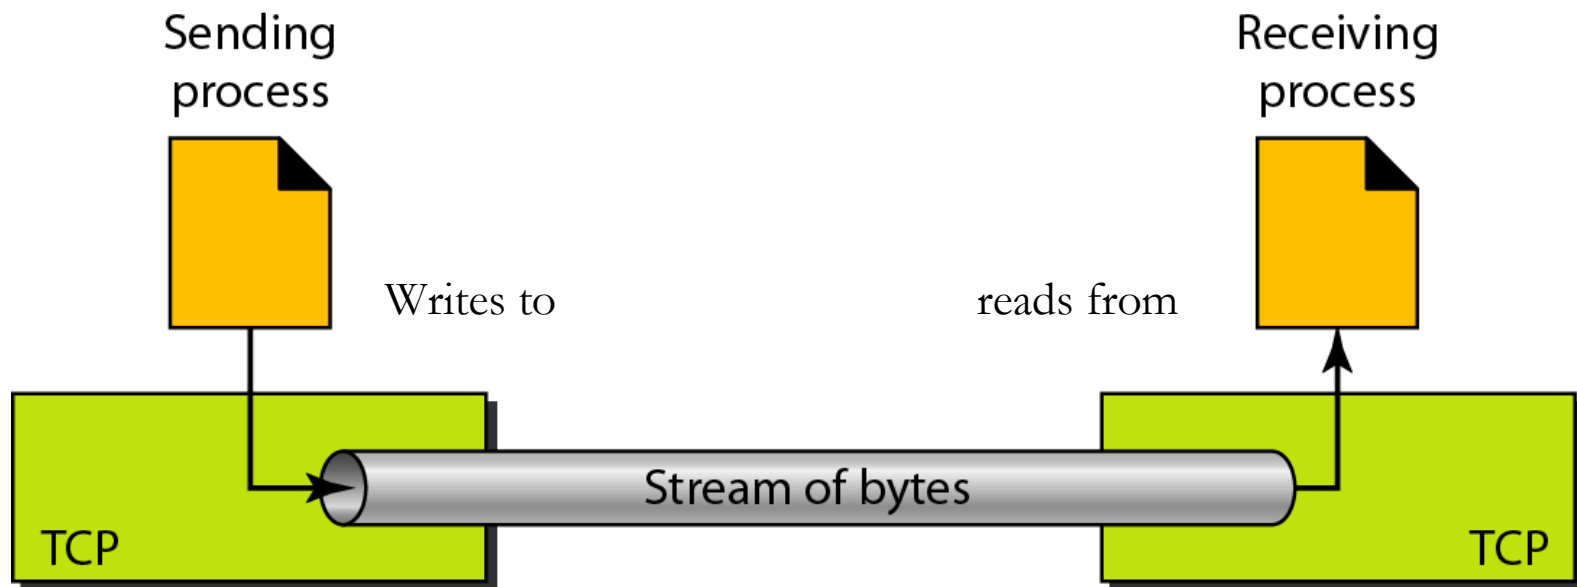 Sending
process
Receiving
process
Writes to
reads from
Stream of bytes
TCP
TCP